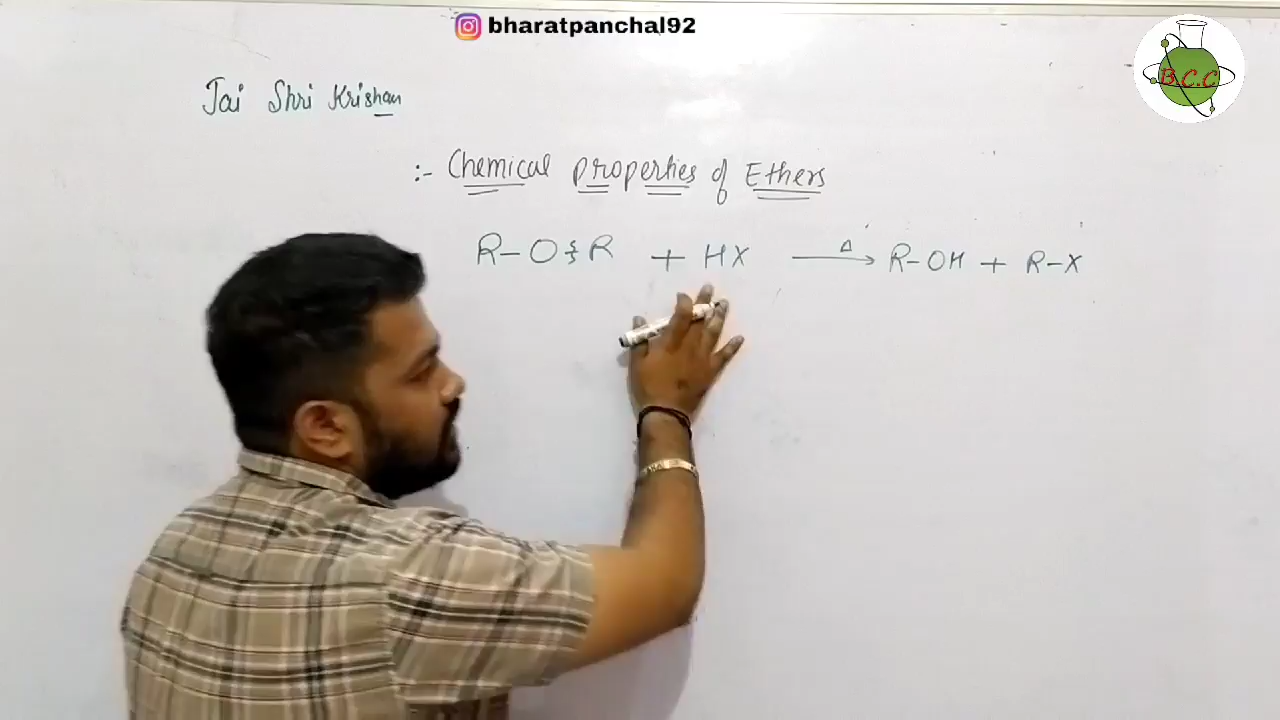 bharatpanchal92
B.C.C
Jai Shri Krishan
:- Chemical properties of Ethers
R-O-R + HX →Δ R-OH + R-X